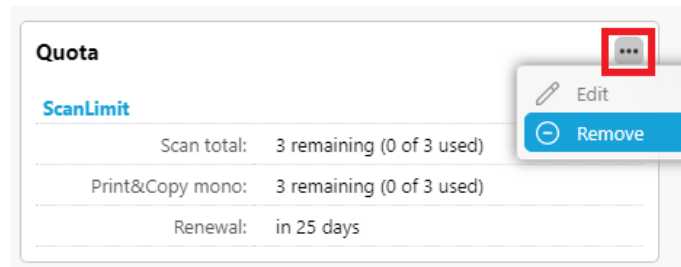 Quota
Edit
ScanLimit
Remove
Scan total: 3 remaining (0 of 3 used)
Print&Copy mono: 3 remaining (0 of 3 used)
Renewal: in 25 days